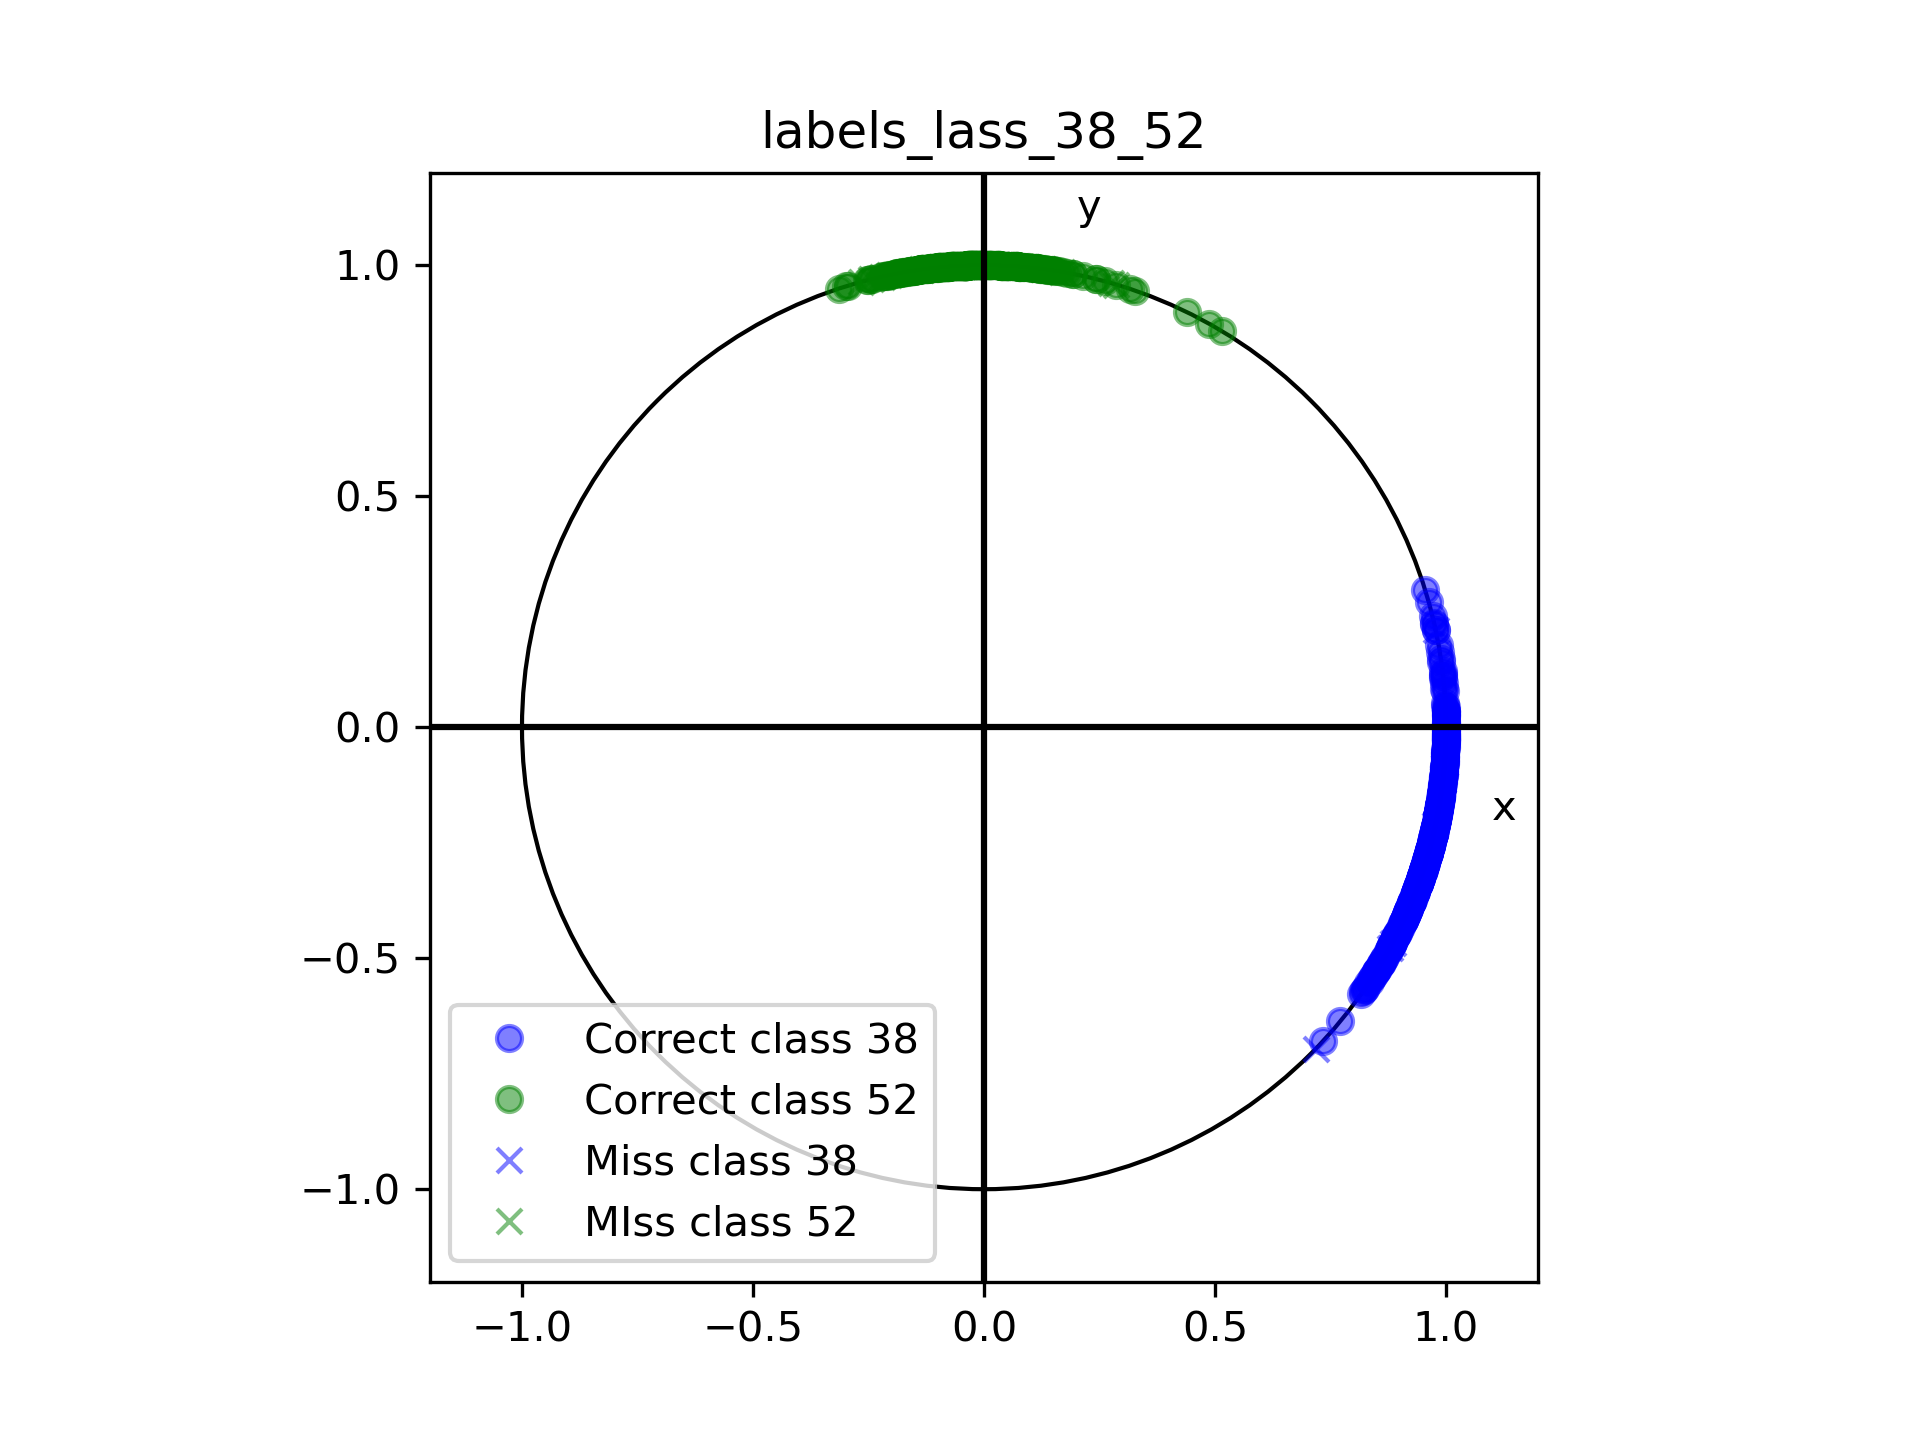 labels_lass_38_52
y
1.0
0.5
0.0
x
−0.5
−1.0
Correct class 38
Correct class 52
Miss class 38
MIss class 52
−1.0 −0.5 0.0 0.5 1.0